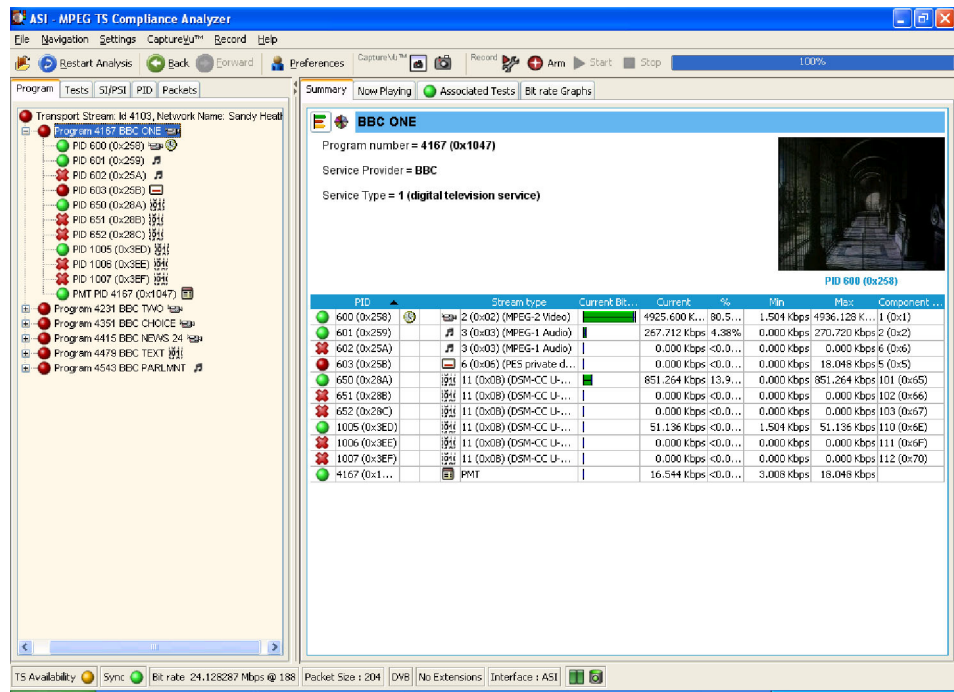 ASI - MPEG TS Compliance Analyzer
File Navigation Settings CaptureVu™ Record Help
Restart Analysis Back Forward Preferences CaptureVu™ Record Arm Start Stop 100%
Program Tests SI/PSI PID Packets
Summary Now Playing Associated Tests Bit rate Graphs
Transport Stream: Id 4103, Network Name: Sandy Heath
Program 4167 BBC ONE
PID 600 (0x258)
PID 601 (0x259)
PID 602 (0x25A)
PID 603 (0x25B)
PID 650 (0x28A)
PID 651 (0x28B)
PID 652 (0x28C)
PID 1005 (0x3ED)
PID 1006 (0x3EE)
PID 1007 (0x3EF)
PMT PID 4167 (0x1047)
Program 4231 BBC TWO
Program 4351 BBC CHOICE
Program 4415 BBC NEWS 24
Program 4479 BBC TEXT
Program 4543 BBC PARLMNT
BBC ONE
Program number = 4167 (0x1047)
Service Provider = BBC
Service Type = 1 (digital television service)
PID 600 (0x258)
PID Stream type Current Bit... Current % Min Max Component ...
600 (0x258) 2 (0x02) (MPEG-2 Video) 4925.600 K... 80.5... 1.504 Kbps 4936.128 K... 1 (0x1)
601 (0x259) 3 (0x03) (MPEG-1 Audio) 267.712 Kbps 4.38% 0.000 Kbps 270.720 Kbps 2 (0x2)
602 (0x25A) 3 (0x03) (MPEG-1 Audio) 0.000 Kbps <0.0... 0.000 Kbps 0.000 Kbps 6 (0x6)
603 (0x25B) 6 (0x06) (PES private d... 0.000 Kbps <0.0... 0.000 Kbps 18.048 Kbps 5 (0x5)
650 (0x28A) 11 (0x0B) (DSM-CC U-... 851.264 Kbps 13.9... 0.000 Kbps 851.264 Kbps 101 (0x65)
651 (0x28B) 11 (0x0B) (DSM-CC U-... 0.000 Kbps <0.0... 0.000 Kbps 0.000 Kbps 102 (0x66)
652 (0x28C) 11 (0x0B) (DSM-CC U-... 0.000 Kbps <0.0... 0.000 Kbps 0.000 Kbps 103 (0x67)
1005 (0x3ED) 11 (0x0B) (DSM-CC U-... 51.136 Kbps <0.0... 1.504 Kbps 51.136 Kbps 110 (0x6E)
1006 (0x3EE) 11 (0x0B) (DSM-CC U-... 0.000 Kbps <0.0... 0.000 Kbps 0.000 Kbps 111 (0x6F)
1007 (0x3EF) 11 (0x0B) (DSM-CC U-... 0.000 Kbps <0.0... 0.000 Kbps 0.000 Kbps 112 (0x70)
4167 (0x1... PMT 16.544 Kbps <0.0... 3.008 Kbps 18.048 Kbps
TS Availability Sync Bit rate 24.128287 Mbps @ 188 Packet Size : 204 DVB No Extensions Interface : ASI